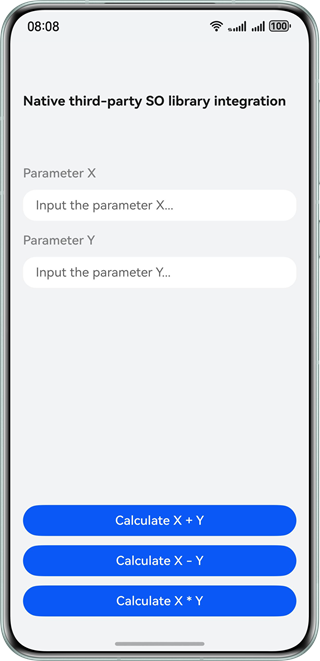 08:08
100
Native third-party SO library integration
Parameter X
Input the parameter X...
Parameter Y
Input the parameter Y...
Calculate X + Y
Calculate X - Y
Calculate X * Y